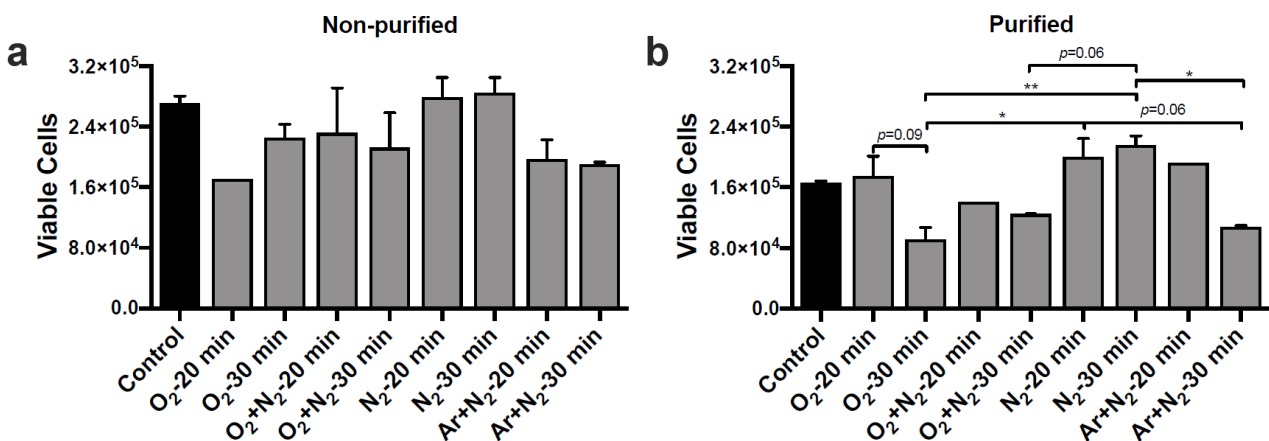 a
Non-purified
Viable Cells
3.2×10⁵
2.4×10⁵
1.6×10⁵
8.0×10⁴
0.0
Control
O₂-20 min
O₂-30 min
O₂+N₂-20 min
O₂+N₂-30 min
N₂-20 min
N₂-30 min
Ar+N₂-20 min
Ar+N₂-30 min
b
Purified
Viable Cells
3.2×10⁵
2.4×10⁵
1.6×10⁵
8.0×10⁴
0.0
p=0.06
*
**
*
p=0.06
p=0.09
Control
O₂-20 min
O₂-30 min
O₂+N₂-20 min
O₂+N₂-30 min
N₂-20 min
N₂-30 min
Ar+N₂-20 min
Ar+N₂-30 min